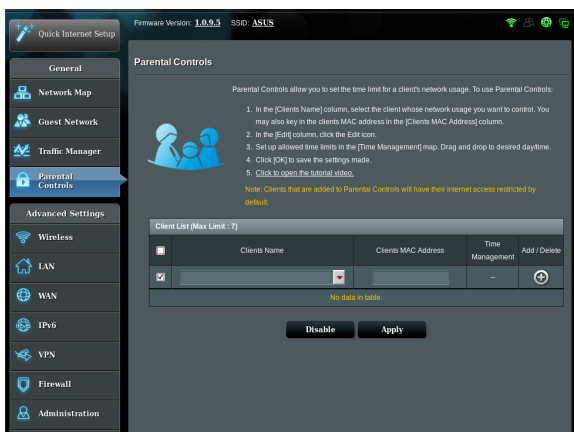 Quick Internet Setup
Firmware Version: 1.0.9.5 SSID: ASUS
General
Network Map
Guest Network
Traffic Manager
Parental
Controls
Advanced Settings
Wireless
LAN
WAN
IPv6
VPN
Firewall
Administration
Parental Controls
Parental Controls allow you to set the time limit for a client's network usage. To use Parental Controls:
1. In the [Clients Name] column, select the client whose network usage you want to control. You
may also key in the clients MAC address in the [Clients MAC Address] column.
2. In the [Edit] column, click the Edit icon.
3. Set up allowed time limits in the [Time Management] map. Drag and drop to desired day/time.
4. Click [OK] to save the settings made.
5. Click to open the tutorial video.
Note: Clients that are added to Parental Controls will have their internet access restricted by
default.
Client List (Max Limit : 7)
Clients Name Clients MAC Address Time
Management Add / Delete
--
No data in table.
Disable Apply